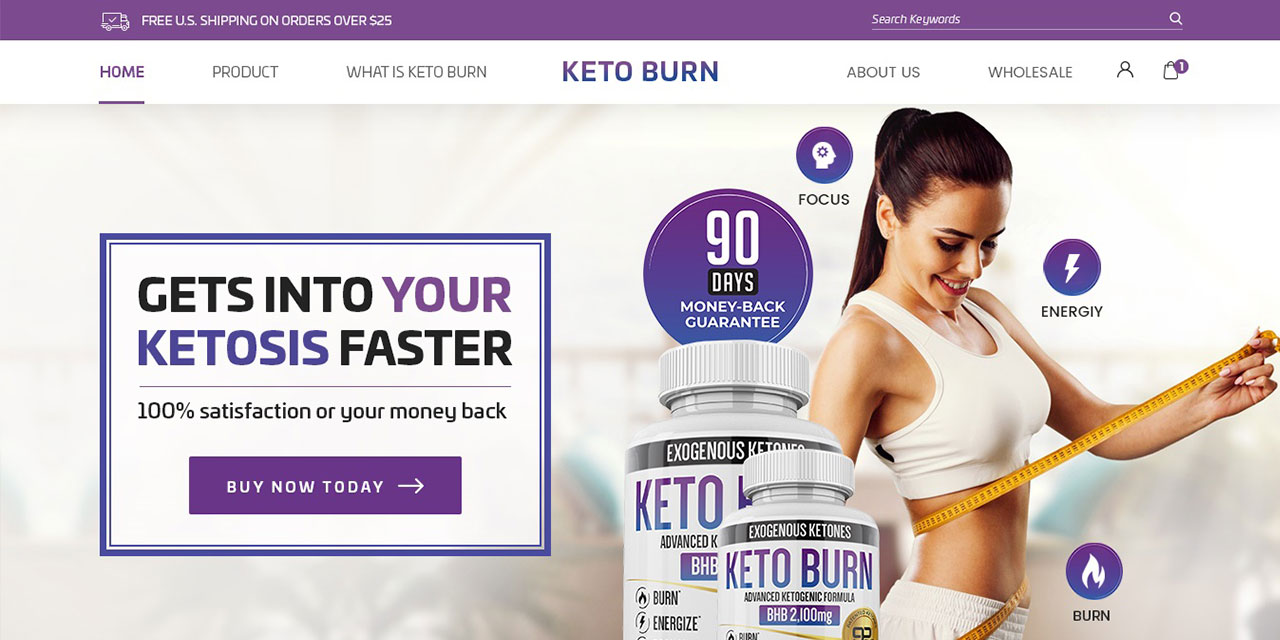 FREE U.S. SHIPPING ON ORDERS OVER $25
Search Keywords
HOME
PRODUCT
WHAT IS KETO BURN
KETO BURN
ABOUT US
WHOLESALE
1
FOCUS
90
DAYS
MONEY-BACK
GUARANTEE
ENERGIY
GETS INTO YOUR
KETOSIS FASTER
100% satisfaction or your money back
BUY NOW TODAY
EXOGENOUS KETONES
KETO
ADVANCED K
BHB
BURN*
ENERGIZE*
EXOGENOUS KETONES
KETO BURN
ADVANCED KETOGENIC FORMULA
BHB 2,100mg
BURN*
BURN